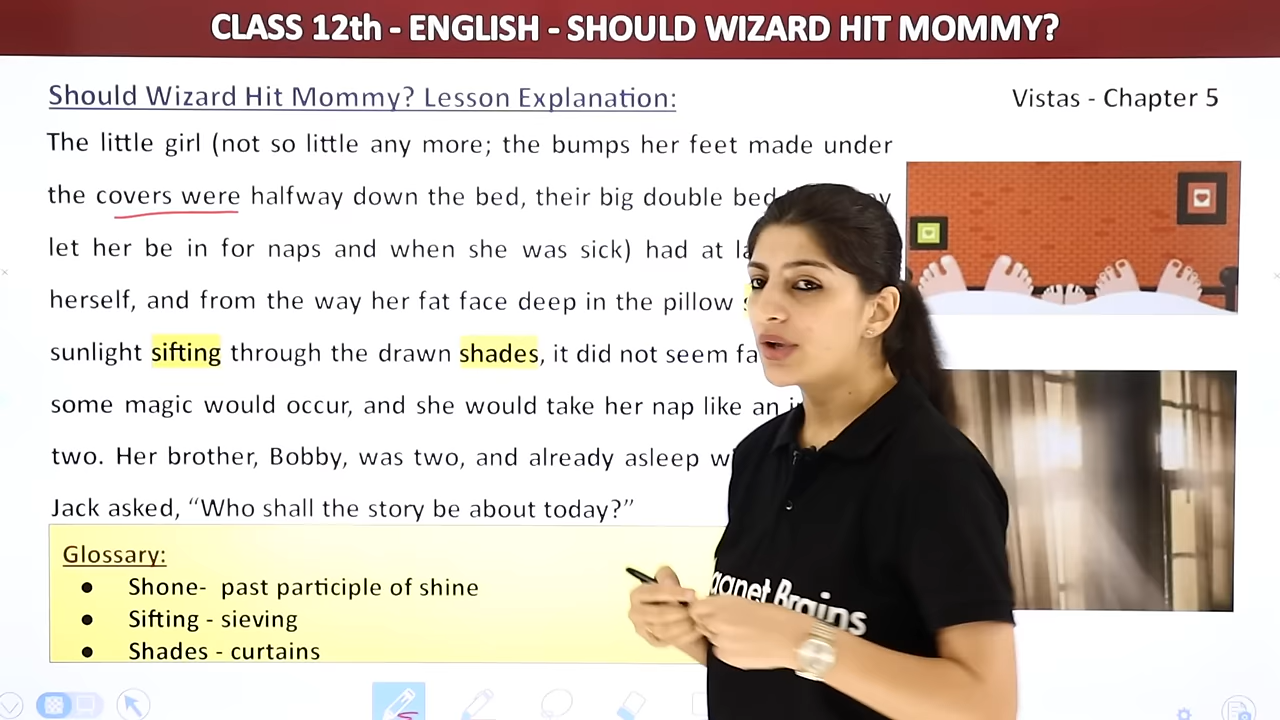 CLASS 12th - ENGLISH - SHOULD WIZARD HIT MOMMY?
Should Wizard Hit Mommy? Lesson Explanation:
Vistas - Chapter 5
The little girl (not so little any more; the bumps her feet made under
the covers were halfway down the bed, their big double bed
let her be in for naps and when she was sick) had at
herself, and from the way her fat face deep in the pillow
sunlight sifting through the drawn shades, it did not seem
some magic would occur, and she would take her nap like an
two. Her brother, Bobby, was two, and already asleep
Jack asked, “Who shall the story be about today?”
Glossary:
● Shone- past participle of shine
● Sifting - sieving
● Shades - curtains
Brains